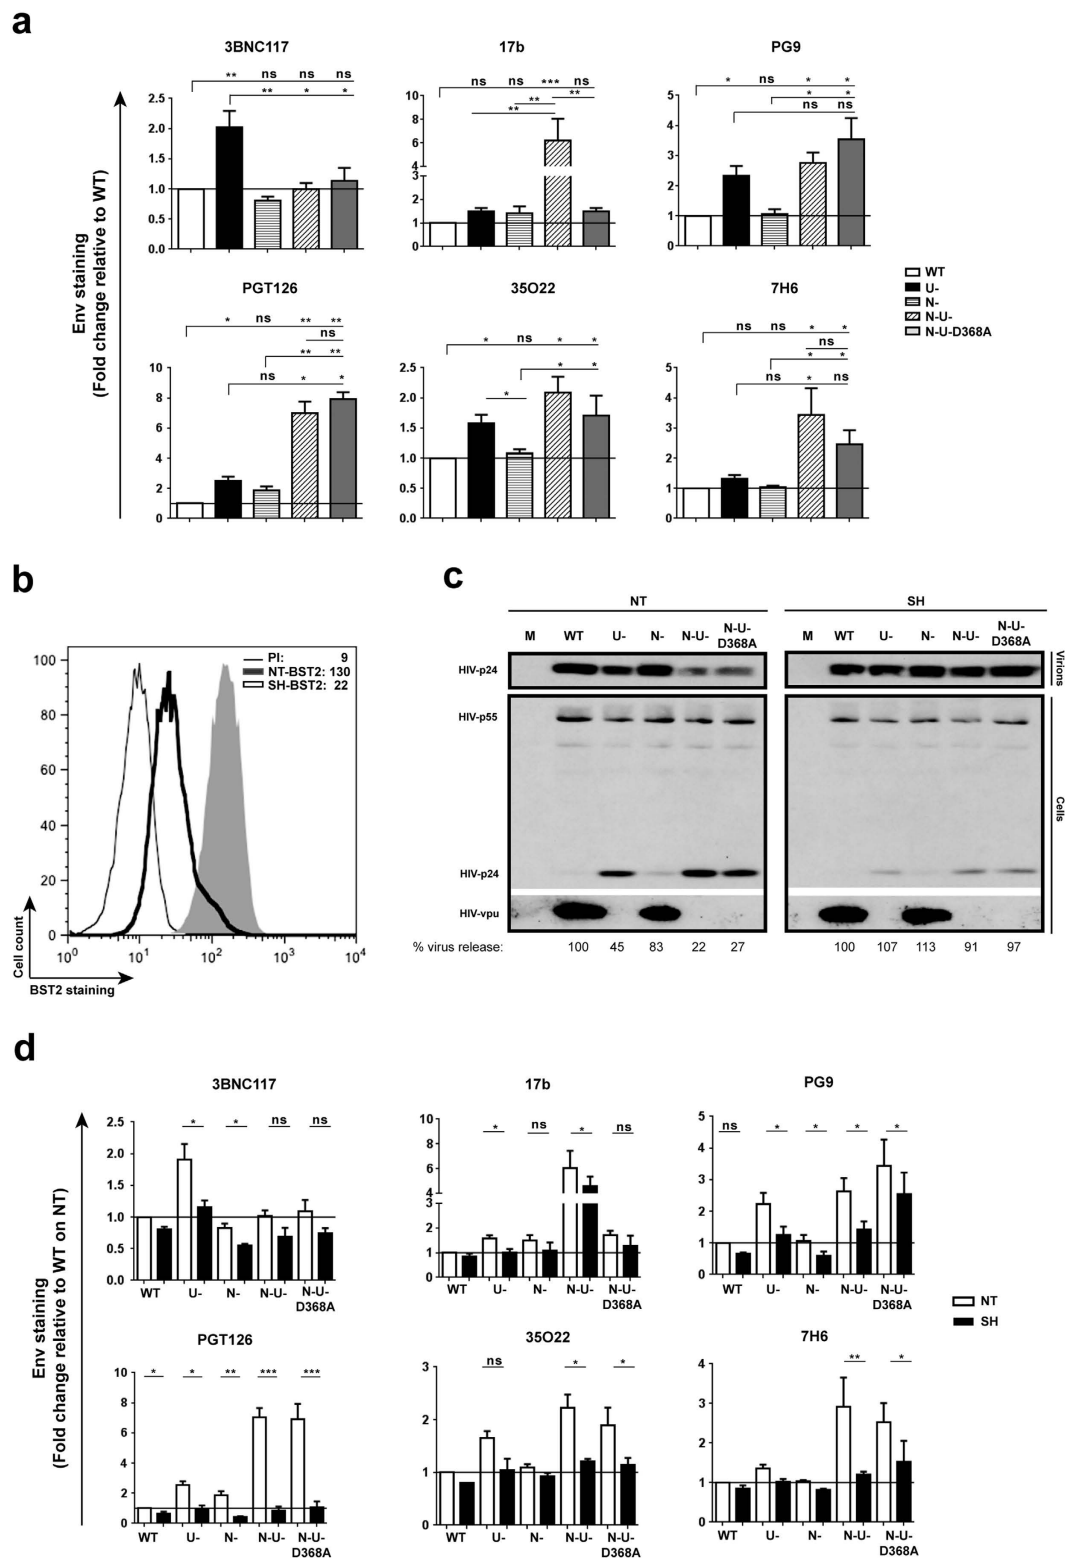 a
3BNC117
17b
PG9
** ns ns ns
** * *
ns ns *** ns
** **
**
* ns * *
* *
ns ns
Env staining
(Fold change relative to WT)
2.5
2.0
1.5
1.0
0.5
0.0
10
8
6
4
3
2
1
0
5
4
3
2
1
0
WT
U-
N-
N-U-
N-U-D368A
PGT126
35O22
7H6
* ns ** **
ns
** **
ns * *
* ns * *
* *
*
ns ns * *
ns
* *
ns * ns
10
8
6
4
2
0
2.5
2.0
1.5
1.0
0.5
0.0
5
4
3
2
1
0
b
PI: 9
NT-BST2: 130
SH-BST2: 22
100
80
60
40
20
0
10⁰ 10¹ 10² 10³ 10⁴
Cell count
BST2 staining
c
NT
SH
M WT U- N- N-U- N-U-
D368A
M WT U- N- N-U- N-U-
D368A
HIV-p24
HIV-p55
HIV-p24
HIV-vpu
Virions
Cells
% virus release: 100 45 83 22 27 100 107 113 91 97
d
3BNC117
17b
PG9
Env staining
(Fold change relative to WT on NT)
* * ns ns
2.5
2.0
1.5
1.0
0.5
0.0
WT U- N- N-U- N-U-
D368A
* ns * ns
10
8
6
4
3
2
1
0
WT U- N- N-U- N-U-
D368A
ns * * * *
5
4
3
2
1
0
WT U- N- N-U- N-U-
D368A
NT
SH
PGT126
35O22
7H6
* * ** *** ***
10
8
6
4
2
0
WT U- N- N-U- N-U-
D368A
ns * *
3
2
1
0
WT U- N- N-U- N-U-
D368A
** *
4
3
2
1
0
WT U- N- N-U- N-U-
D368A